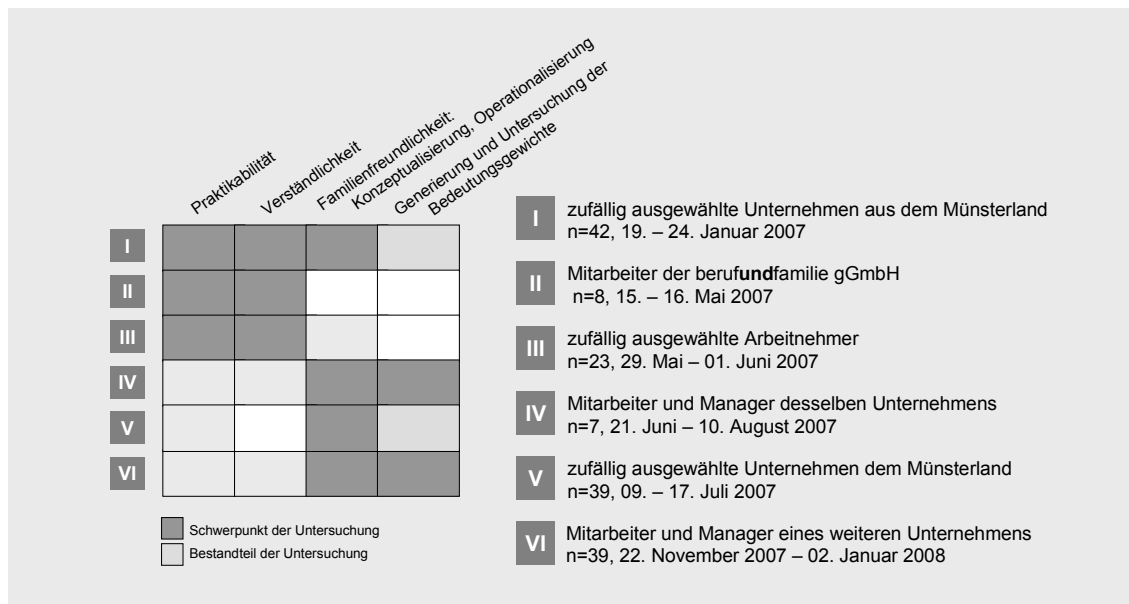 Praktikabilität
Verständlichkeit
Familienfreundlichkeit:
Konzeptualisierung, Operationalisierung
Generierung und Untersuchung der
Bedeutungsgewichte
I
II
III
IV
V
VI
Schwerpunkt der Untersuchung
Bestandteil der Untersuchung
I
zufällig ausgewählte Unternehmen aus dem Münsterland
n=42, 19. – 24. Januar 2007
II
Mitarbeiter der berufundfamilie gGmbH
n=8, 15. – 16. Mai 2007
III
zufällig ausgewählte Arbeitnehmer
n=23, 29. Mai – 01. Juni 2007
IV
Mitarbeiter und Manager desselben Unternehmens
n=7, 21. Juni – 10. August 2007
V
zufällig ausgewählte Unternehmen dem Münsterland
n=39, 09. – 17. Juli 2007
VI
Mitarbeiter und Manager eines weiteren Unternehmens
n=39, 22. November 2007 – 02. Januar 2008